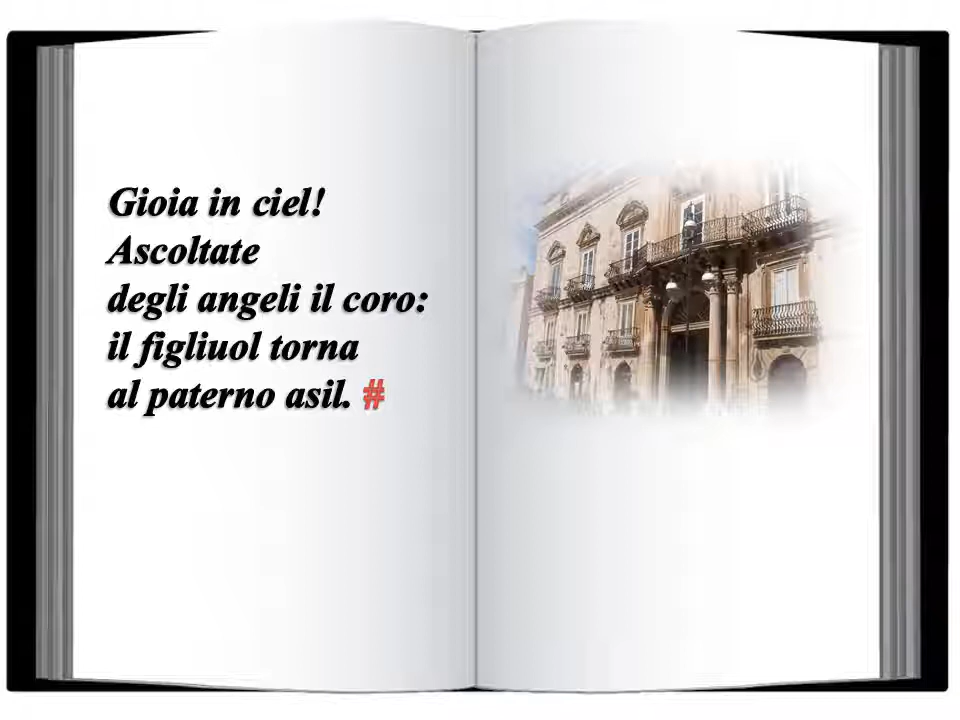 Gioia in ciel!
Ascoltate
degli angeli il coro:
il figliuol torna
al paterno asil. #